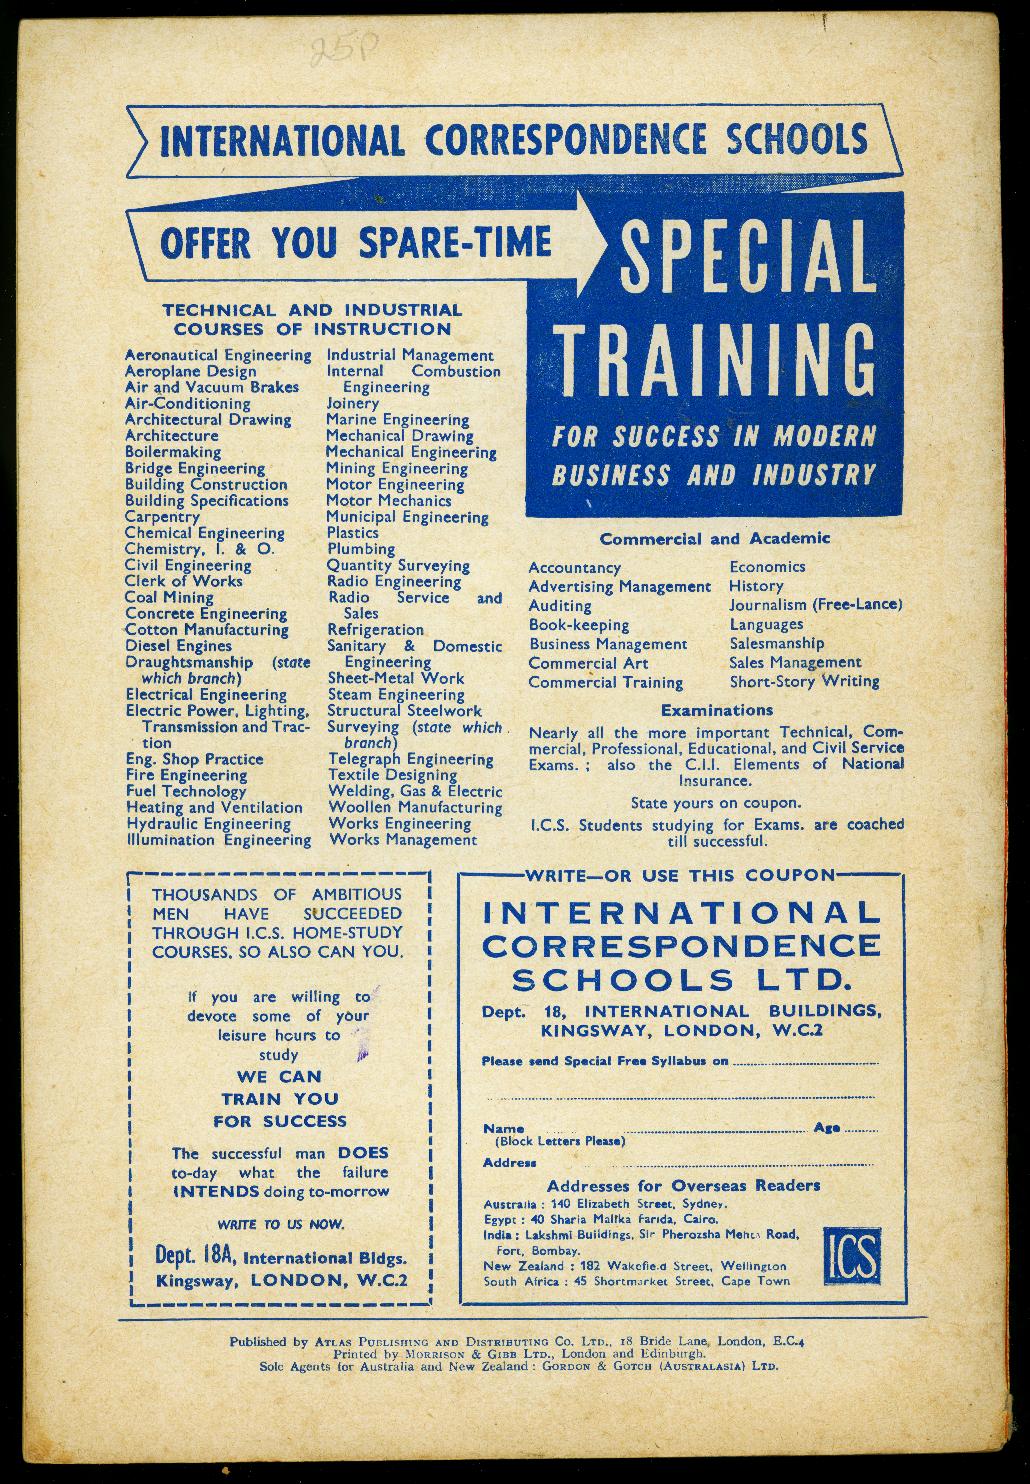 25p
INTERNATIONAL CORRESPONDENCE SCHOOLS
OFFER YOU SPARE-TIME
SPECIAL
TRAINING
FOR SUCCESS IN MODERN
BUSINESS AND INDUSTRY
TECHNICAL AND INDUSTRIAL
COURSES OF INSTRUCTION
Aeronautical Engineering
Aeroplane Design
Air and Vacuum Brakes
Air-Conditioning
Architectural Drawing
Architecture
Boilermaking
Bridge Engineering
Building Construction
Building Specifications
Carpentry
Chemical Engineering
Chemistry, I. & O.
Civil Engineering
Clerk of Works
Coal Mining
Concrete Engineering
Cotton Manufacturing
Diesel Engines
Draughtsmanship (state
which branch)
Electrical Engineering
Electric Power, Lighting,
Transmission and Trac-
tion
Eng. Shop Practice
Fire Engineering
Fuel Technology
Heating and Ventilation
Hydraulic Engineering
Illumination Engineering
Industrial Management
Internal Combustion
Engineering
Joinery
Marine Engineering
Mechanical Drawing
Mechanical Engineering
Mining Engineering
Motor Engineering
Motor Mechanics
Municipal Engineering
Plastics
Plumbing
Quantity Surveying
Radio Engineering
Radio Service and
Sales
Refrigeration
Sanitary & Domestic
Engineering
Sheet-Metal Work
Steam Engineering
Structural Steelwork
Surveying (state which
branch)
Telegraph Engineering
Textile Designing
Welding, Gas & Electric
Woollen Manufacturing
Works Engineering
Works Management
Commercial and Academic
Accountancy
Advertising Management
Auditing
Book-keeping
Business Management
Commercial Art
Commercial Training
Economics
History
Journalism (Free-Lance)
Languages
Salesmanship
Sales Management
Short-Story Writing
Examinations
Nearly all the more important Technical, Com-
mercial, Professional, Educational, and Civil Service
Exams. ; also the C.I.I. Elements of National
Insurance.
State yours on coupon.
I.C.S. Students studying for Exams. are coached
till successful.
THOUSANDS OF AMBITIOUS
MEN HAVE SUCCEEDED
THROUGH I.C.S. HOME-STUDY
COURSES. SO ALSO CAN YOU.
If you are willing to
devote some of your
leisure hours to
study
WE CAN
TRAIN YOU
FOR SUCCESS
The successful man DOES
to-day what the failure
INTENDS doing to-morrow
WRITE TO US NOW.
Dept. 18A, International Bldgs.
Kingsway, LONDON, W.C.2
WRITE—OR USE THIS COUPON
INTERNATIONAL
CORRESPONDENCE
SCHOOLS LTD.
Dept. 18, INTERNATIONAL BUILDINGS,
KINGSWAY, LONDON, W.C.2
Please send Special Free Syllabus on
Name Age
(Block Letters Please)
Address
Addresses for Overseas Readers
Australia : 140 Elizabeth Street, Sydney.
Egypt : 40 Sharia Malika Farida, Cairo.
India : Lakshmi Buildings, Sir Pherozsha Mehta Road,
Fort, Bombay.
New Zealand : 182 Wakefield Street, Wellington
South Africa : 45 Shortmarket Street, Cape Town
ICS
Published by ATLAS PUBLISHING AND DISTRIBUTING CO. LTD., 18 Bride Lane, London, E.C.4
Printed by MORRISON & GIBB LTD., London and Edinburgh.
Sole Agents for Australia and New Zealand : GORDON & GOTCH (AUSTRALASIA) LTD.